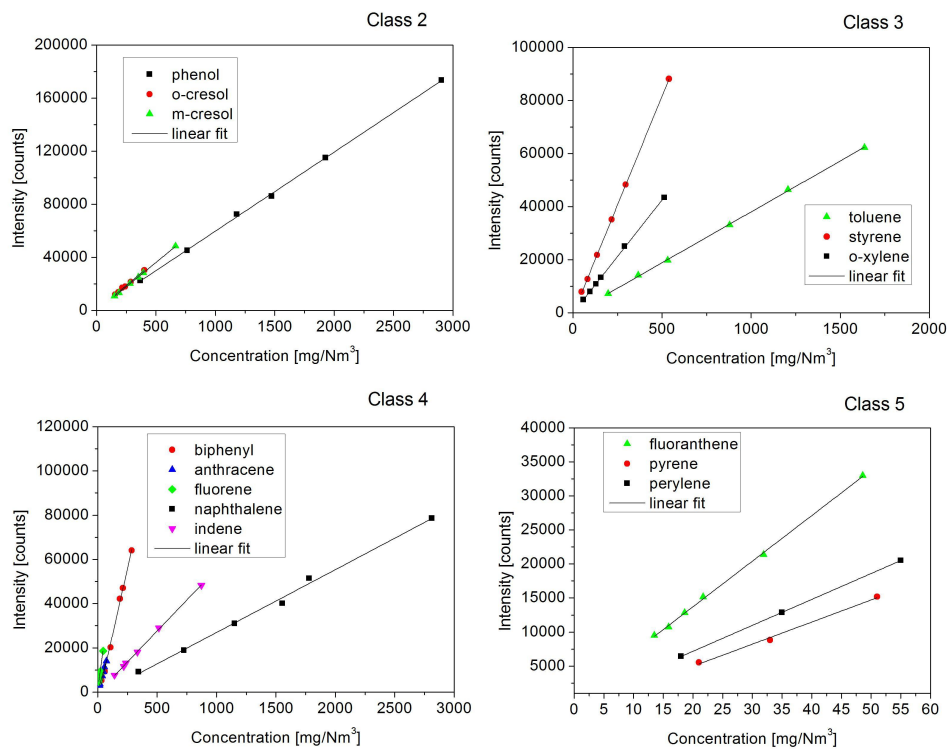 Class 2
200000
160000
120000
80000
40000
0
Intensity [counts]
phenol
o-cresol
m-cresol
linear fit
0 500 1000 1500 2000 2500 3000
Concentration [mg/Nm³]
Class 3
100000
80000
60000
40000
20000
0
Intensity [counts]
toluene
styrene
o-xylene
linear fit
0 500 1000 1500 2000
Concentration [mg/Nm³]
Class 4
120000
100000
80000
60000
40000
20000
0
Intensity [counts]
biphenyl
anthracene
fluorene
naphthalene
indene
linear fit
0 500 1000 1500 2000 2500 3000
Concentration [mg/Nm³]
Class 5
40000
35000
30000
25000
20000
15000
10000
5000
Intensity [counts]
fluoranthene
pyrene
perylene
linear fit
0 5 10 15 20 25 30 35 40 45 50 55 60
Concentration [mg/Nm³]